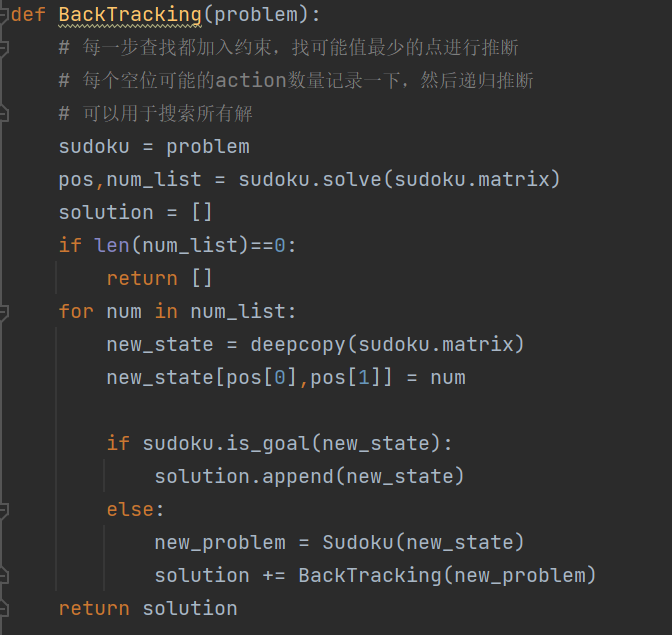 def BackTracking(problem):
# 每一步查找都加入约束，找可能值最少的点进行推断
# 每个空位可能的action数量记录一下，然后递归推断
# 可以用于搜索所有解
sudoku = problem
pos,num_list = sudoku.solve(sudoku.matrix)
solution = []
if len(num_list)==0:
return []
for num in num_list:
new_state = deepcopy(sudoku.matrix)
new_state[pos[0],pos[1]] = num
if sudoku.is_goal(new_state):
solution.append(new_state)
else:
new_problem = Sudoku(new_state)
solution += BackTracking(new_problem)
return solution